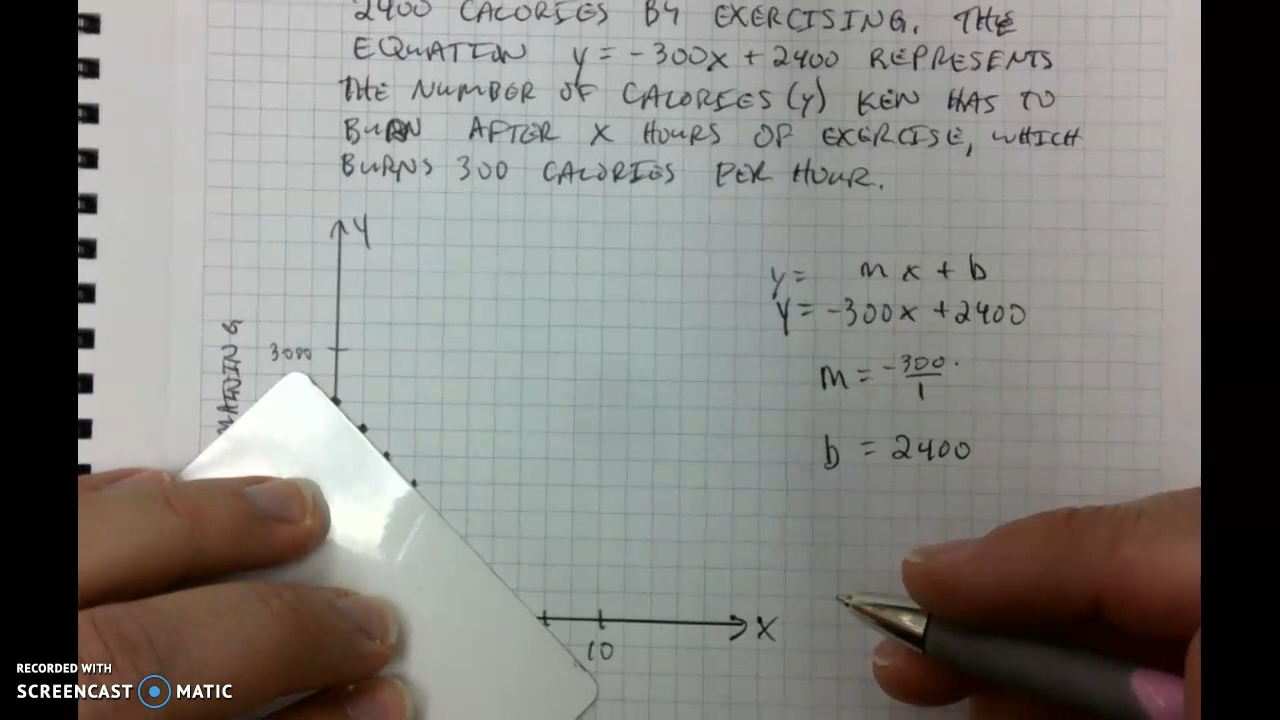 2400 CALORIES BY EXERCISING. THE
EQUATION y = -300x + 2400 REPRESENTS
THE NUMBER OF CALORIES (y) KEN HAS TO
BURN AFTER X HOURS OF EXERCISE, WHICH
BURNS 300 CALORIES PER HOUR.
Y
3000
10
X
y = mx + b
y = -300x + 2400
m = -300/1
b = 2400
RECORDED WITH
SCREENCAST MATIC